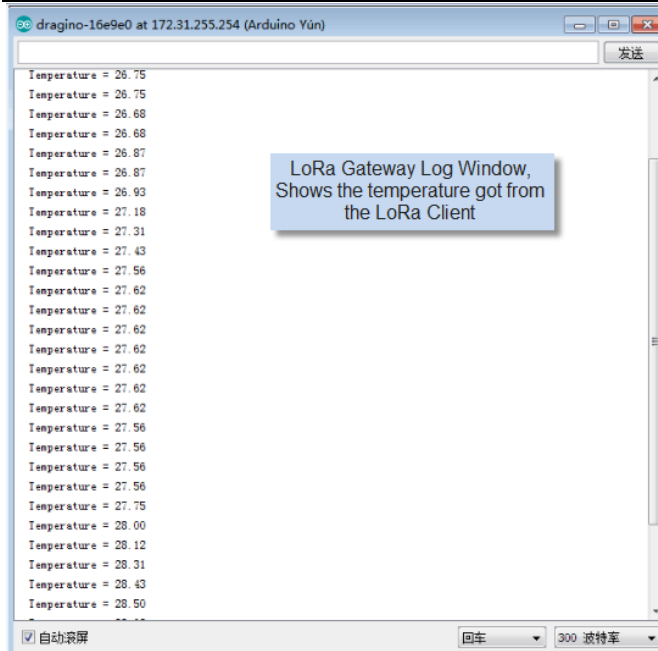 dragino-16e9e0 at 172.31.255.254 (Arduino Yún)
发送
Temperature = 26.75
Temperature = 26.75
Temperature = 26.68
Temperature = 26.68
Temperature = 26.87
Temperature = 26.87
Temperature = 26.93
Temperature = 27.18
Temperature = 27.31
Temperature = 27.43
Temperature = 27.56
Temperature = 27.62
Temperature = 27.62
Temperature = 27.62
Temperature = 27.62
Temperature = 27.62
Temperature = 27.62
Temperature = 27.62
Temperature = 27.56
Temperature = 27.56
Temperature = 27.56
Temperature = 27.56
Temperature = 27.75
Temperature = 28.00
Temperature = 28.12
Temperature = 28.31
Temperature = 28.43
Temperature = 28.50
LoRa Gateway Log Window,
Shows the temperature got from
the LoRa Client
自动滚屏
回车
300 波特率